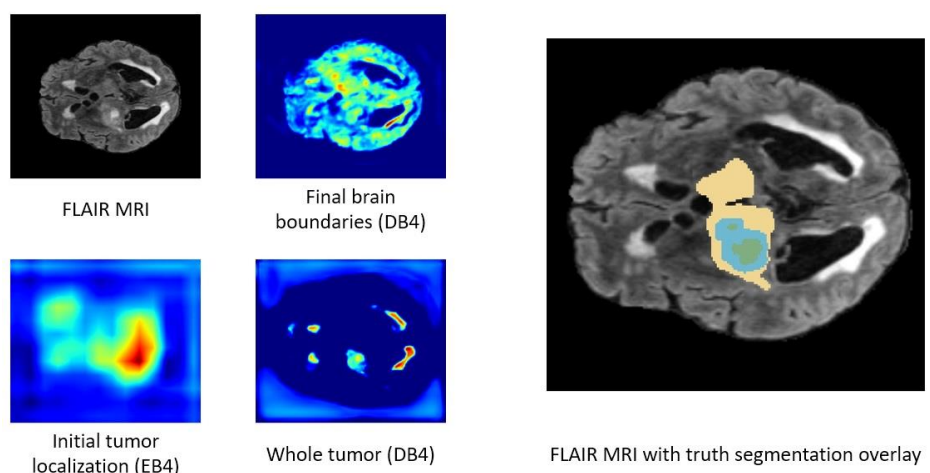 FLAIR MRI
Final brain
boundaries (DB4)
Initial tumor
localization (EB4)
Whole tumor (DB4)
FLAIR MRI with truth segmentation overlay